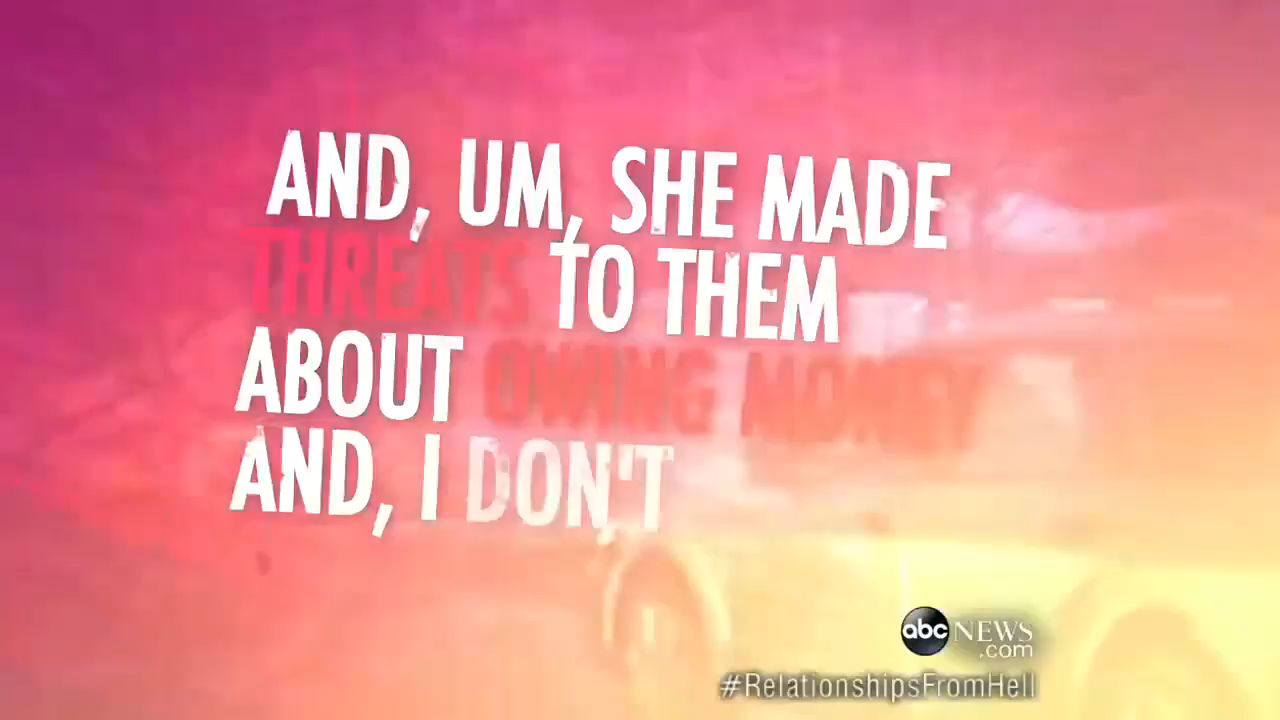 AND, UM, SHE MADE
THREATS TO THEM
ABOUT OWING MONEY
AND, I DON'T
abc NEWS
.com
#RelationshipsFromHell